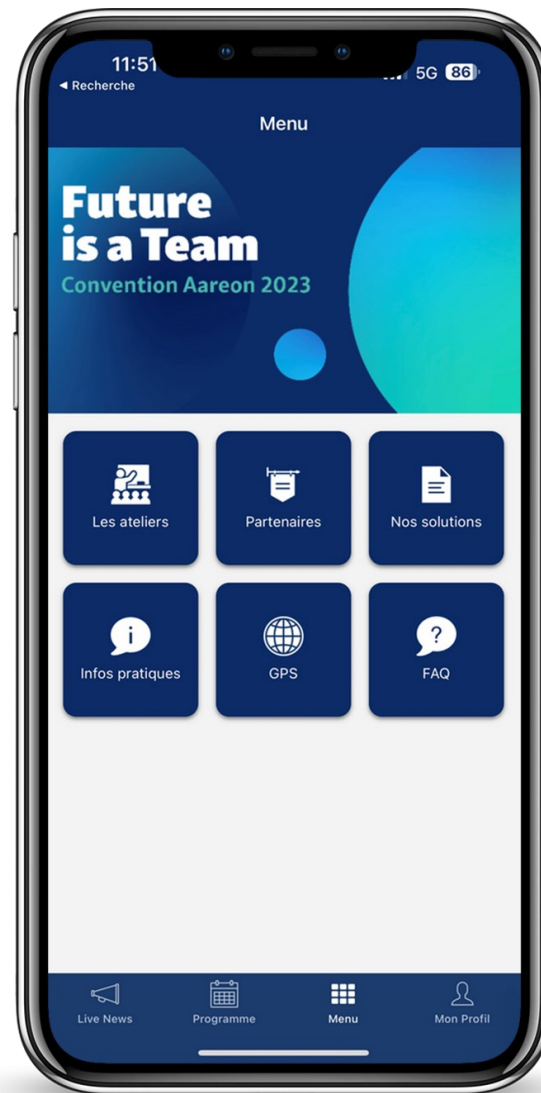 11:51
5G 86
◀ Recherche
Menu
Future
is a Team
Convention Aareon 2023
Les ateliers
Partenaires
Nos solutions
Infos pratiques
GPS
FAQ
Live News
Programme
Menu
Mon Profil